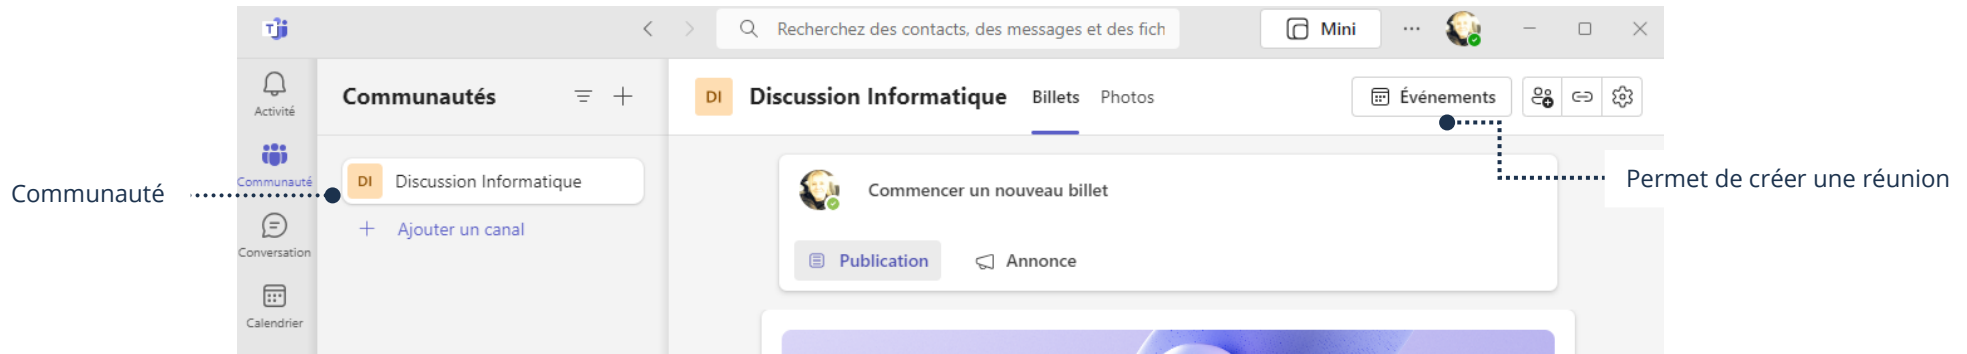 Recherchez des contacts, des messages et des fich
Mini
Activité
Communautés
DI
Discussion Informatique
Billets
Photos
Événements
Communauté
Communauté
DI
Discussion Informatique
Commencer un nouveau billet
Permet de créer une réunion
Ajouter un canal
Conversation
Publication
Annonce
Calendrier